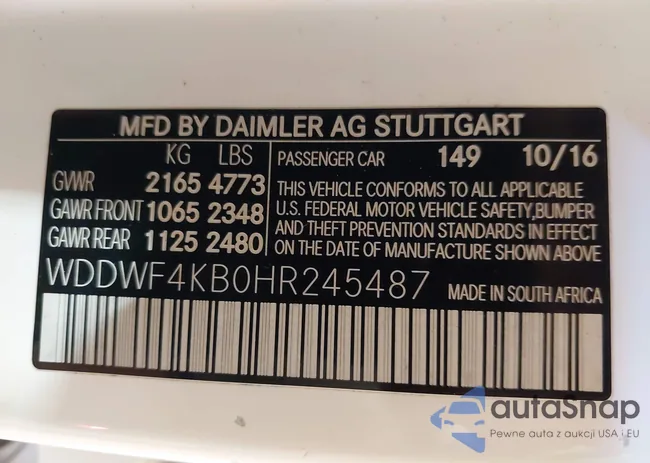 MFD BY DAIMLER AG STUTTGART
KG LBS
GVWR 2165 4773
GAWR FRONT 1065 2348
GAWR REAR 1125 2480
PASSENGER CAR 149 10/16
THIS VEHICLE CONFORMS TO ALL APPLICABLE
U.S. FEDERAL MOTOR VEHICLE SAFETY,BUMPER
AND THEFT PREVENTION STANDARDS IN EFFECT
ON THE DATE OF MANUFACTURE SHOWN ABOVE
WDDWF4KB0HR245487 MADE IN SOUTH AFRICA
autaSnap
Pewne auta z aukcji USA i EU